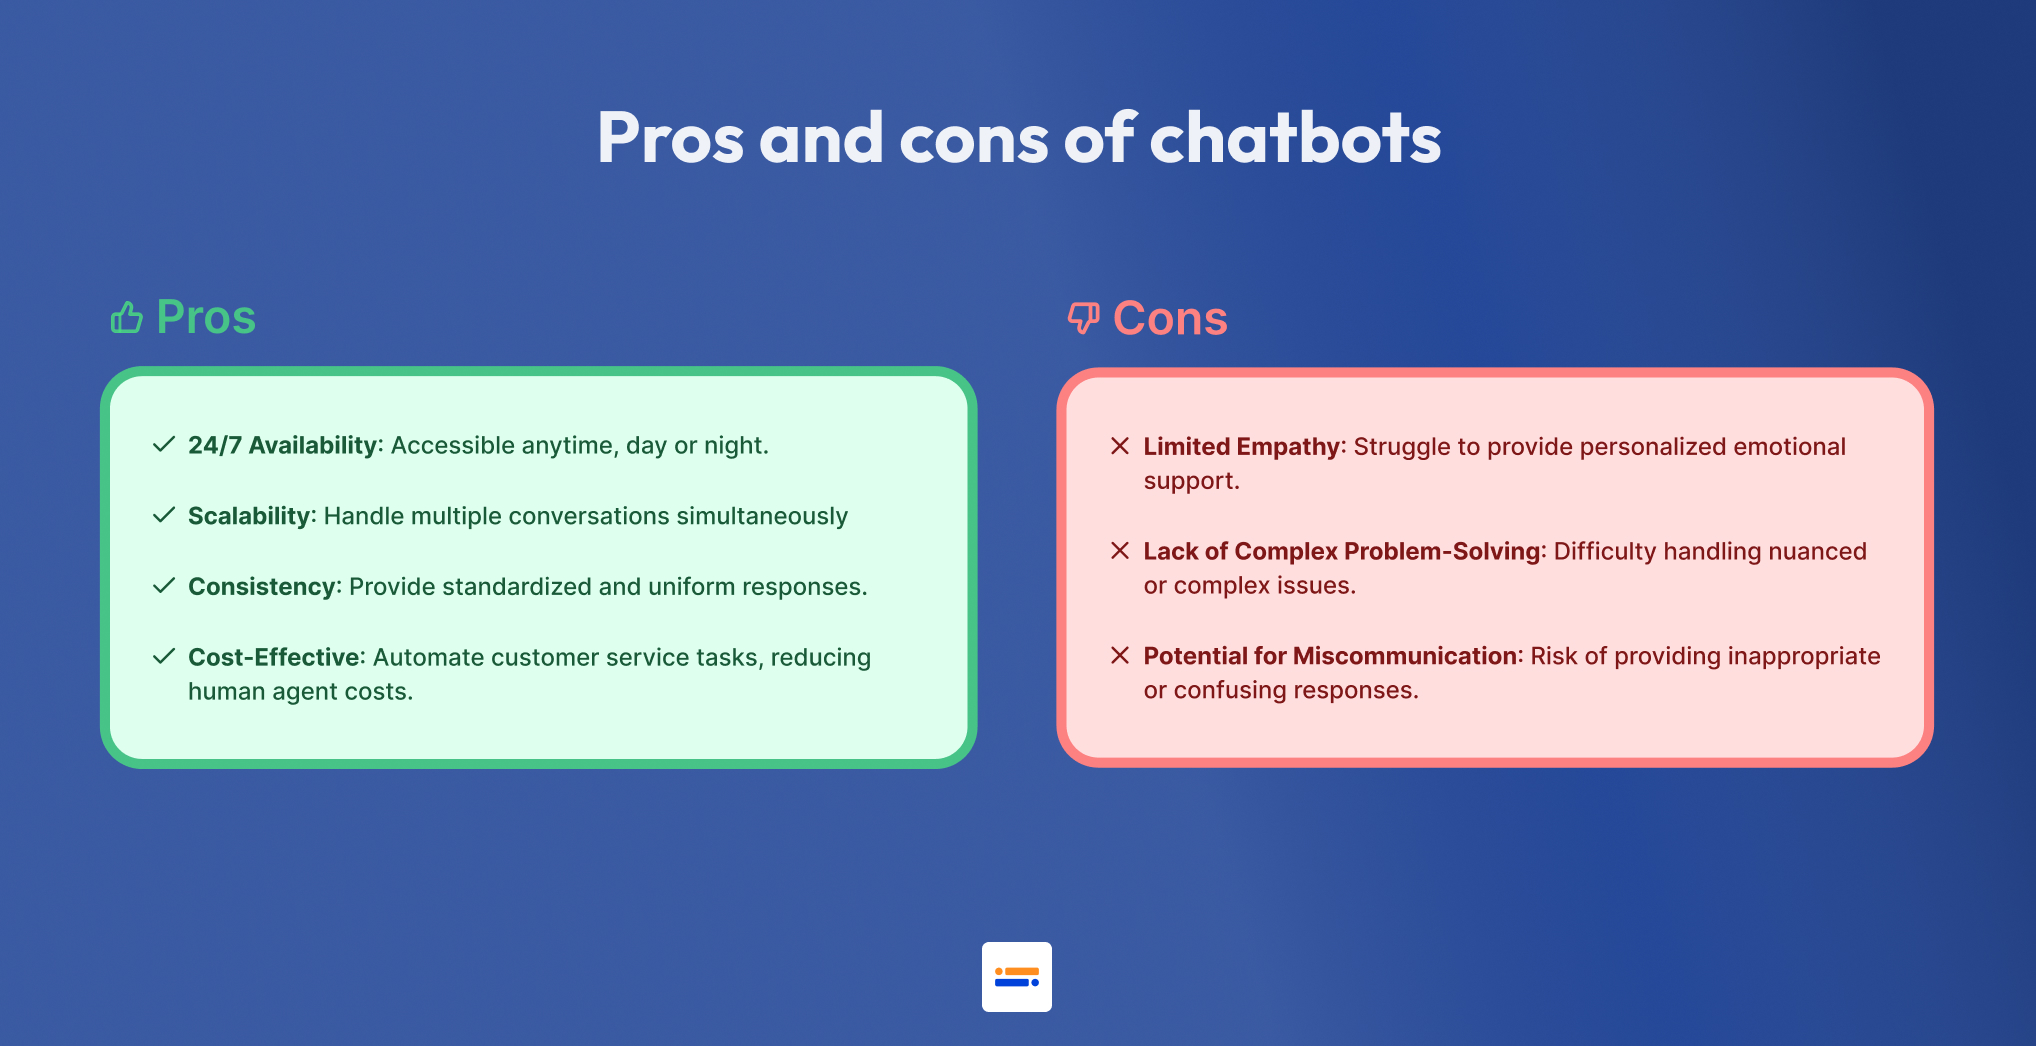 Pros and cons of chatbots
Pros
24/7 Availability: Accessible anytime, day or night.
Scalability: Handle multiple conversations simultaneously
Consistency: Provide standardized and uniform responses.
Cost-Effective: Automate customer service tasks, reducing
human agent costs.
Cons
Limited Empathy: Struggle to provide personalized emotional
support.
Lack of Complex Problem-Solving: Difficulty handling nuanced
or complex issues.
Potential for Miscommunication: Risk of providing inappropriate
or confusing responses.